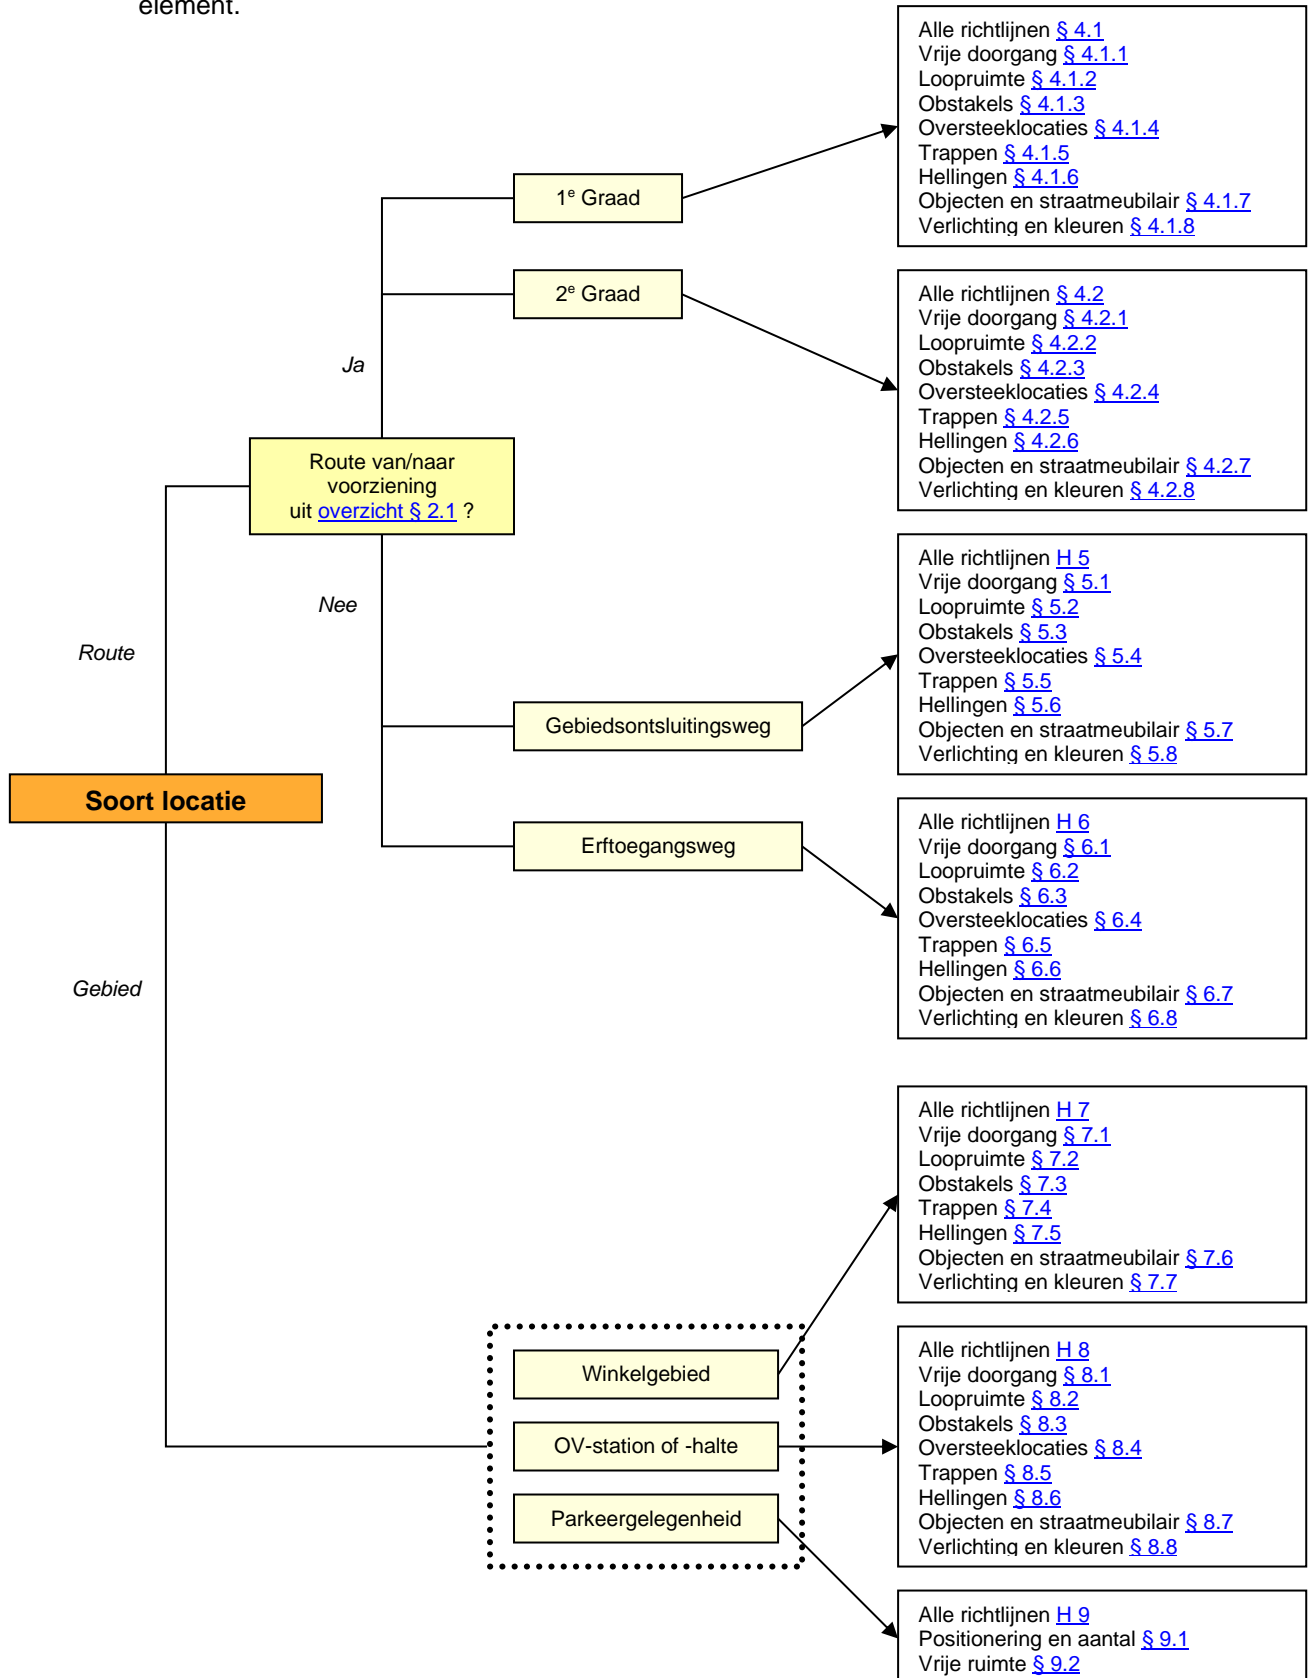 element.
Alle richtlijnen § 4.1
Vrije doorgang § 4.1.1
Loopruimte § 4.1.2
Obstakels § 4.1.3
Oversteeklocaties § 4.1.4
Trappen § 4.1.5
Hellingen § 4.1.6
Objecten en straatmeubilair § 4.1.7
Verlichting en kleuren § 4.1.8
1e Graad
2e Graad
Alle richtlijnen § 4.2
Vrije doorgang § 4.2.1
Loopruimte § 4.2.2
Obstakels § 4.2.3
Oversteeklocaties § 4.2.4
Trappen § 4.2.5
Hellingen § 4.2.6
Objecten en straatmeubilair § 4.2.7
Verlichting en kleuren § 4.2.8
Ja
Route van/naar
voorziening
uit overzicht § 2.1 ?
Nee
Route
Alle richtlijnen H 5
Vrije doorgang § 5.1
Loopruimte § 5.2
Obstakels § 5.3
Oversteeklocaties § 5.4
Trappen § 5.5
Hellingen § 5.6
Objecten en straatmeubilair § 5.7
Verlichting en kleuren § 5.8
Gebiedsontsluitingsweg
Soort locatie
Erftoegangsweg
Alle richtlijnen H 6
Vrije doorgang § 6.1
Loopruimte § 6.2
Obstakels § 6.3
Oversteeklocaties § 6.4
Trappen § 6.5
Hellingen § 6.6
Objecten en straatmeubilair § 6.7
Verlichting en kleuren § 6.8
Gebied
Alle richtlijnen H 7
Vrije doorgang § 7.1
Loopruimte § 7.2
Obstakels § 7.3
Trappen § 7.4
Hellingen § 7.5
Objecten en straatmeubilair § 7.6
Verlichting en kleuren § 7.7
Winkelgebied
OV-station of -halte
Parkeergelegenheid
Alle richtlijnen H 8
Vrije doorgang § 8.1
Loopruimte § 8.2
Obstakels § 8.3
Oversteeklocaties § 8.4
Trappen § 8.5
Hellingen § 8.6
Objecten en straatmeubilair § 8.7
Verlichting en kleuren § 8.8
Alle richtlijnen H 9
Positionering en aantal § 9.1
Vrije ruimte § 9.2